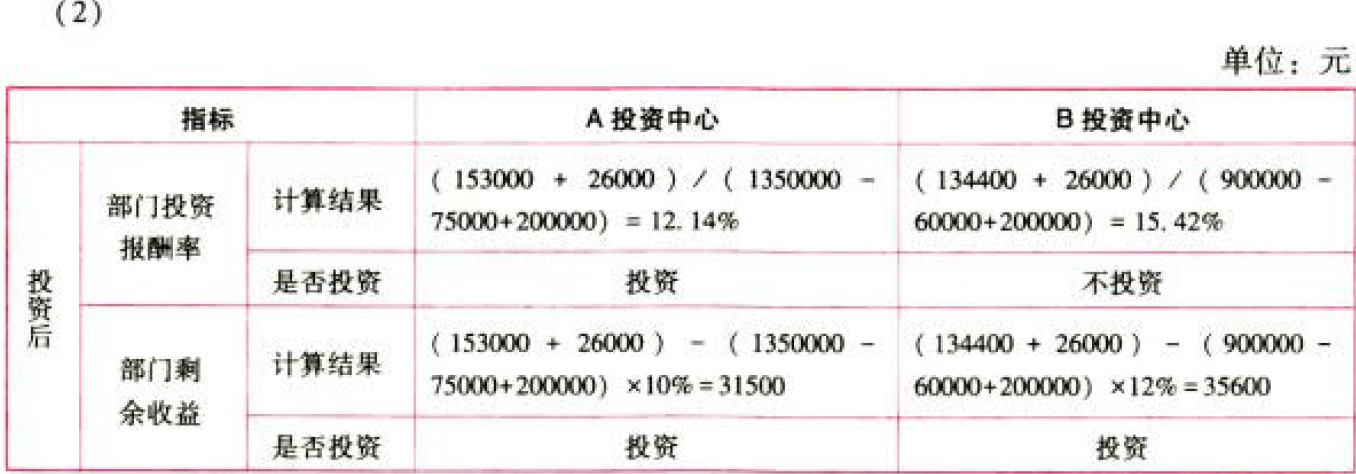 (2)
单位：元
指标 A 投资中心 B 投资中心
投资后
部门投资
报酬率
计算结果
( 153000 + 26000 ) / ( 1350000 -
75000+200000) = 12.14%
( 134400 + 26000 ) / ( 900000 -
60000+200000) = 15.42%
是否投资 投资 不投资
部门剩
余收益
计算结果
( 153000 + 26000 ) - ( 1350000 -
75000+200000) ×10% = 31500
( 134400 + 26000 ) - ( 900000 -
60000+200000) ×12% = 35600
是否投资 投资 投资